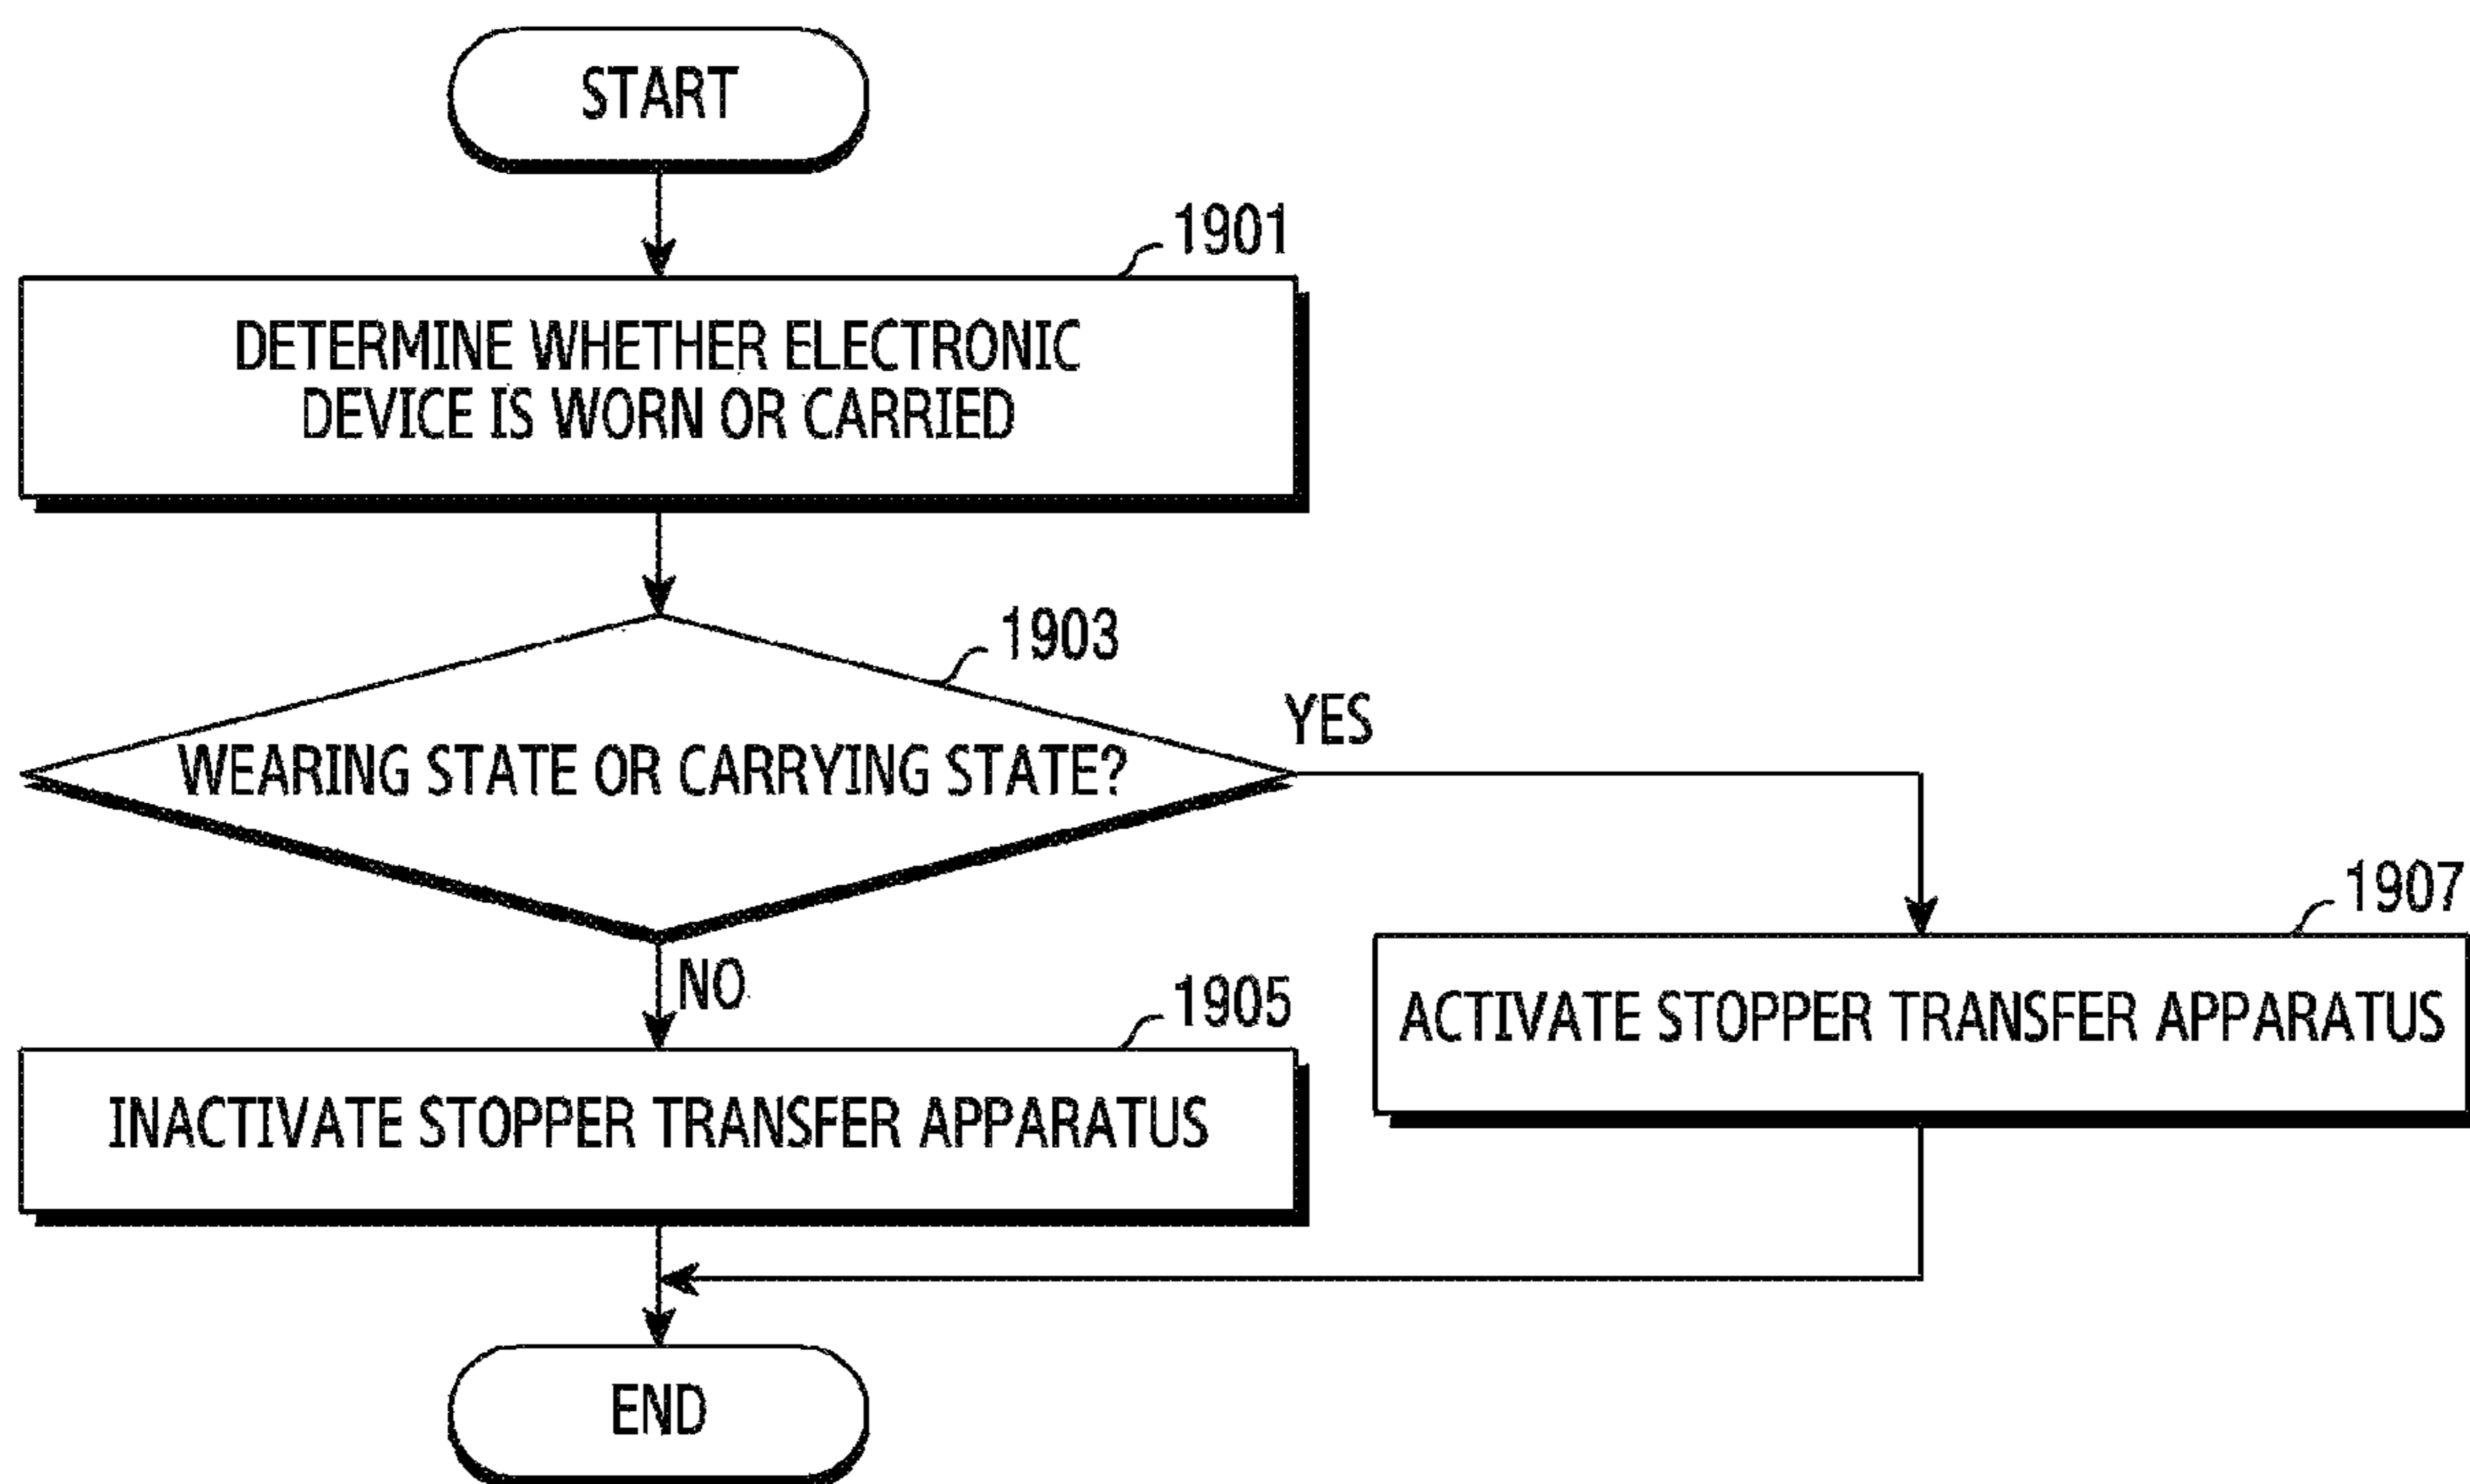 START
1901
DETERMINE WHETHER ELECTRONIC
DEVICE IS WORN OR CARRIED
1903
WEARING STATE OR CARRYING STATE?
YES
NO
1905
INACTIVATE STOPPER TRANSFER APPARATUS
1907
ACTIVATE STOPPER TRANSFER APPARATUS
END